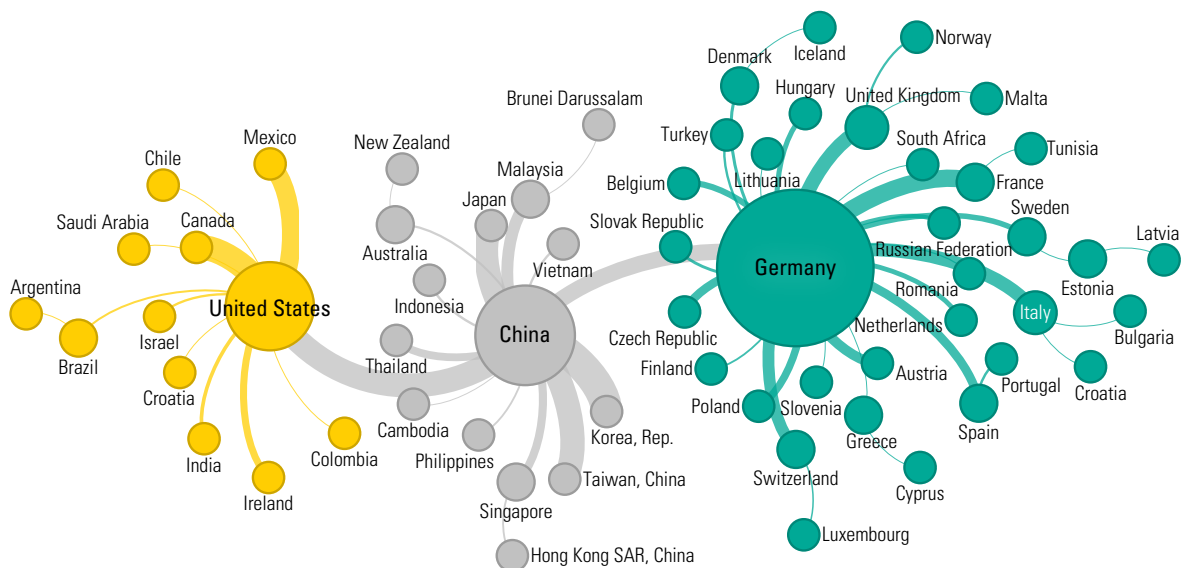 Mexico
Chile
Saudi Arabia
Canada
Argentina
United States
Brazil
Israel
Croatia
India
Ireland
Colombia
Brunei Darussalam
New Zealand
Malaysia
Japan
Australia
Vietnam
Indonesia
China
Thailand
Cambodia
Philippines
Korea, Rep.
Singapore
Taiwan, China
Hong Kong SAR, China
Iceland
Norway
Denmark
Hungary
United Kingdom
Malta
Turkey
South Africa
Tunisia
Belgium
Lithuania
France
Slovak Republic
Sweden
Latvia
Russian Federation
Germany
Estonia
Romania
Czech Republic
Netherlands
Italy
Bulgaria
Finland
Austria
Portugal
Croatia
Poland
Slovenia
Greece
Spain
Switzerland
Cyprus
Luxembourg